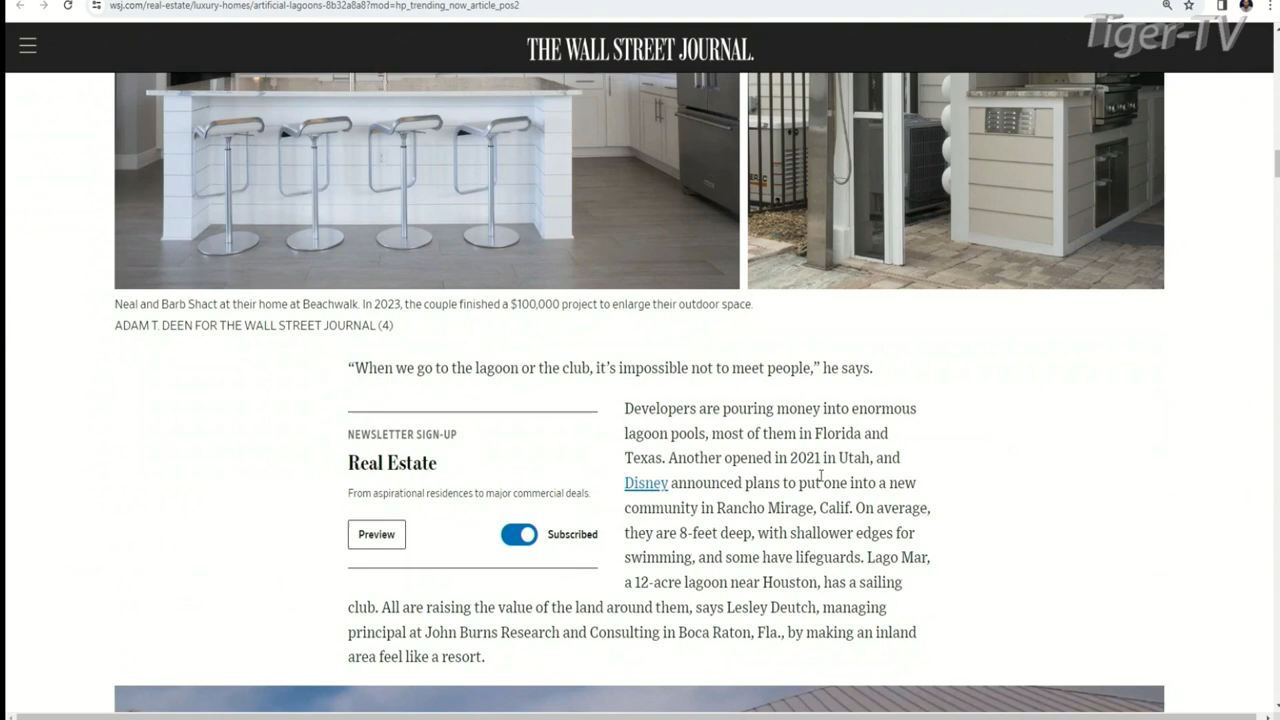 wsj.com/real-estate/luxury-homes/artificial-lagoons-8b32a8a8?mod=hp_trending_now_article_pos2
Tiger-TV
THE WALL STREET JOURNAL.
Neal and Barb Shact at their home at Beachwalk. In 2023, the couple finished a $100,000 project to enlarge their outdoor space.
ADAM T. DEEN FOR THE WALL STREET JOURNAL (4)
“When we go to the lagoon or the club, it’s impossible not to meet people,” he says.
NEWSLETTER SIGN-UP
Real Estate
From aspirational residences to major commercial deals.
Preview
Subscribed
Developers are pouring money into enormous
lagoon pools, most of them in Florida and
Texas. Another opened in 2021 in Utah, and
Disney announced plans to put one into a new
community in Rancho Mirage, Calif. On average,
they are 8-feet deep, with shallower edges for
swimming, and some have lifeguards. Lago Mar,
a 12-acre lagoon near Houston, has a sailing
club. All are raising the value of the land around them, says Lesley Deutch, managing
principal at John Burns Research and Consulting in Boca Raton, Fla., by making an inland
area feel like a resort.